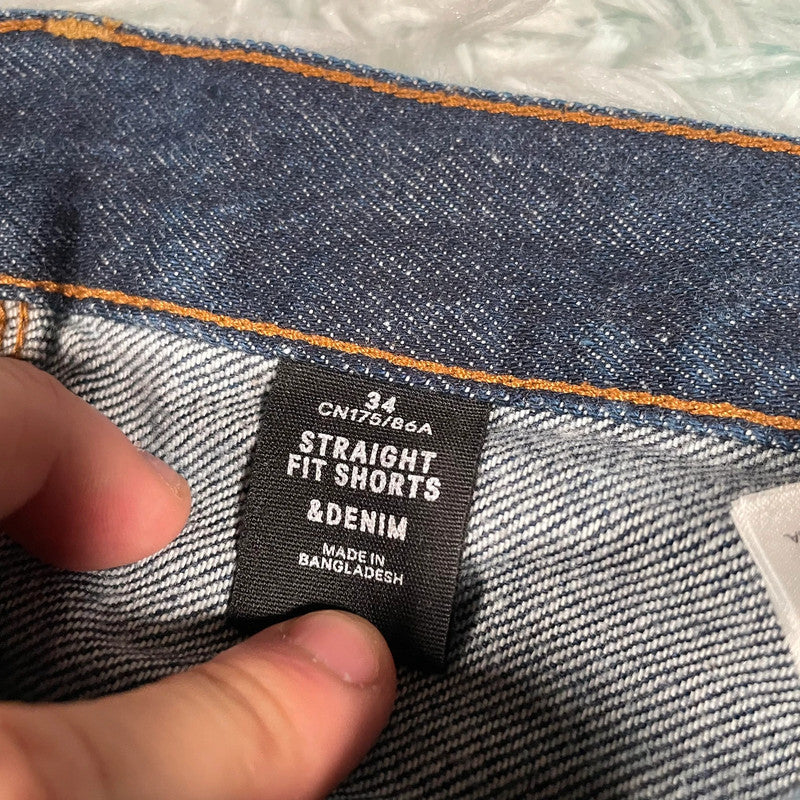 34
CN175/86A
STRAIGHT
FIT SHORTS
&DENIM
MADE IN
BANGLADESH